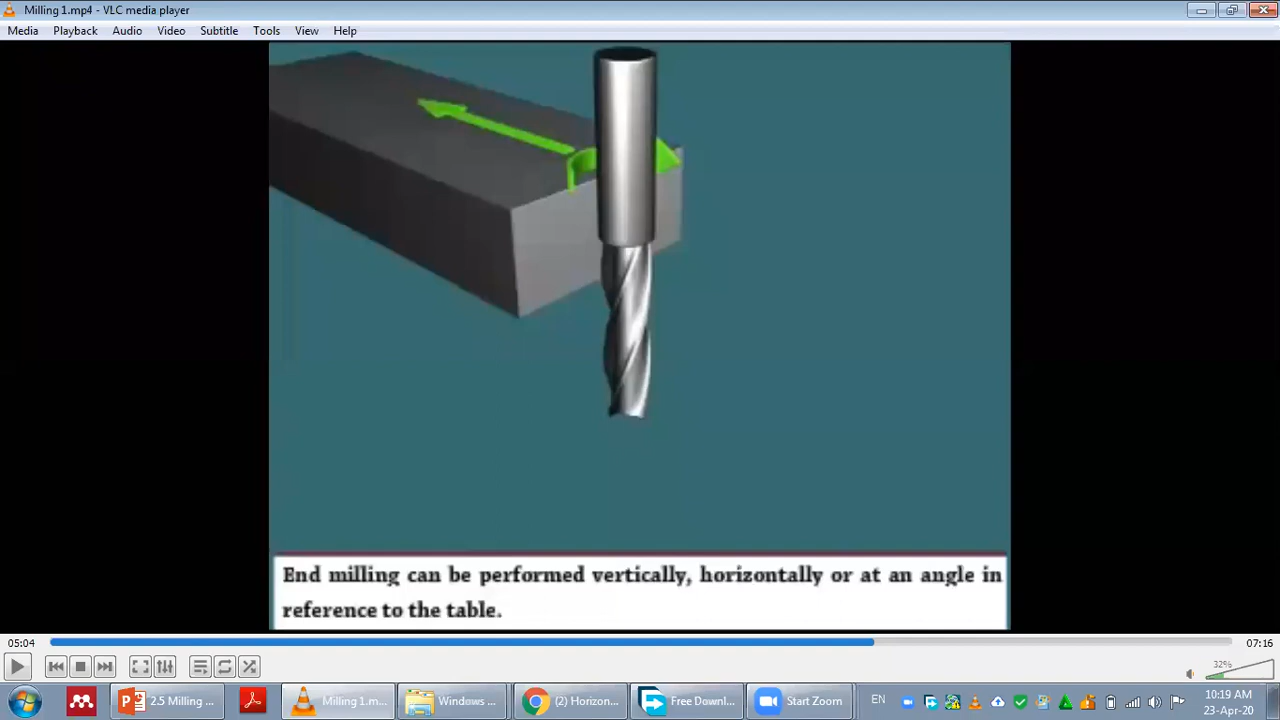 Milling 1.mp4 - VLC media player
Media Playback Audio Video Subtitle Tools View Help
End milling can be performed vertically, horizontally or at an angle in
reference to the table.
05:04
07:16
32%
2.5 Milling ...
Milling 1.m...
Windows ...
(2) Horizon...
Free Downl...
Start Zoom
EN
10:19 AM
23-Apr-20